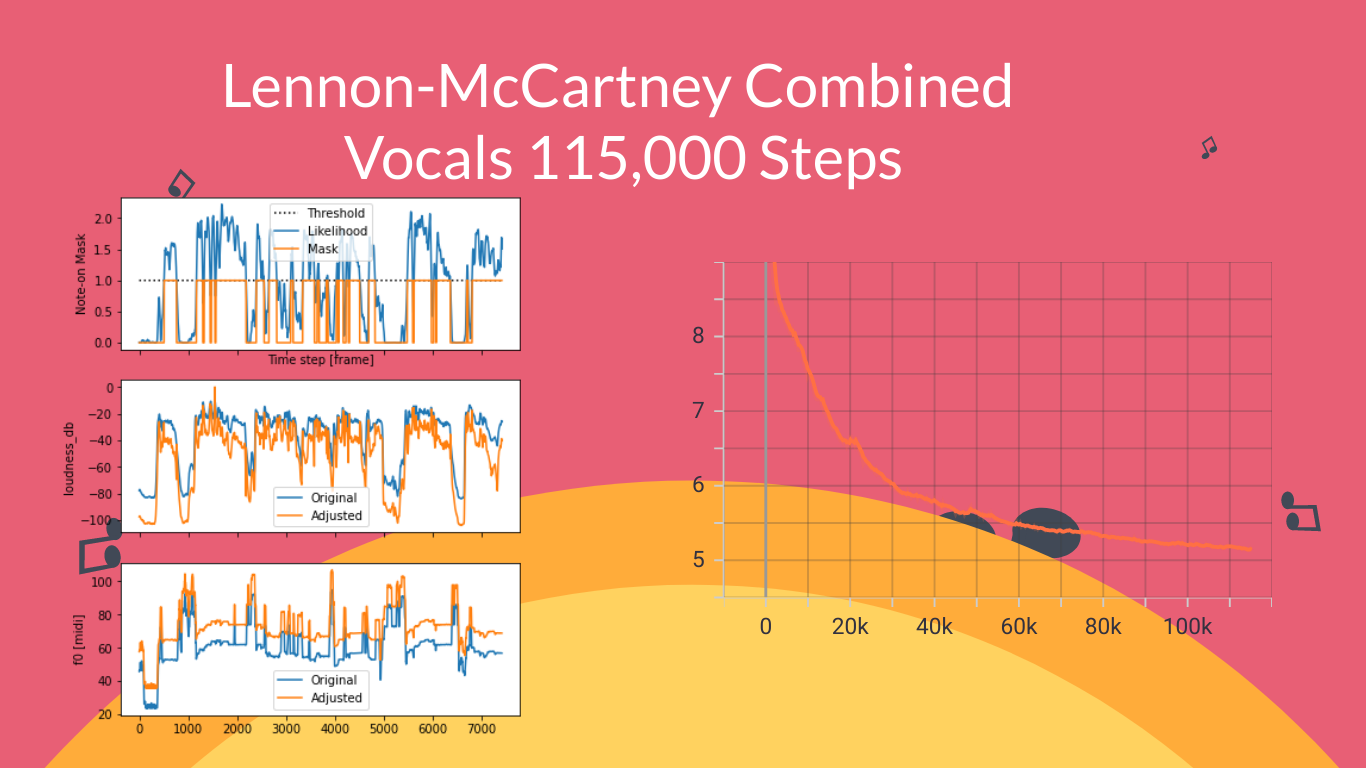 Lennon-McCartney Combined
Vocals 115,000 Steps
Note-on Mask
2.0
1.5
1.0
0.5
0.0
Threshold
Likelihood
Mask
Time step [frame]
loudness_db
0
−20
−40
−60
−80
−100
Original
Adjusted
f0 [midi]
100
80
60
40
20
Original
Adjusted
0 1000 2000 3000 4000 5000 6000 7000
8
7
6
5
0 20k 40k 60k 80k 100k